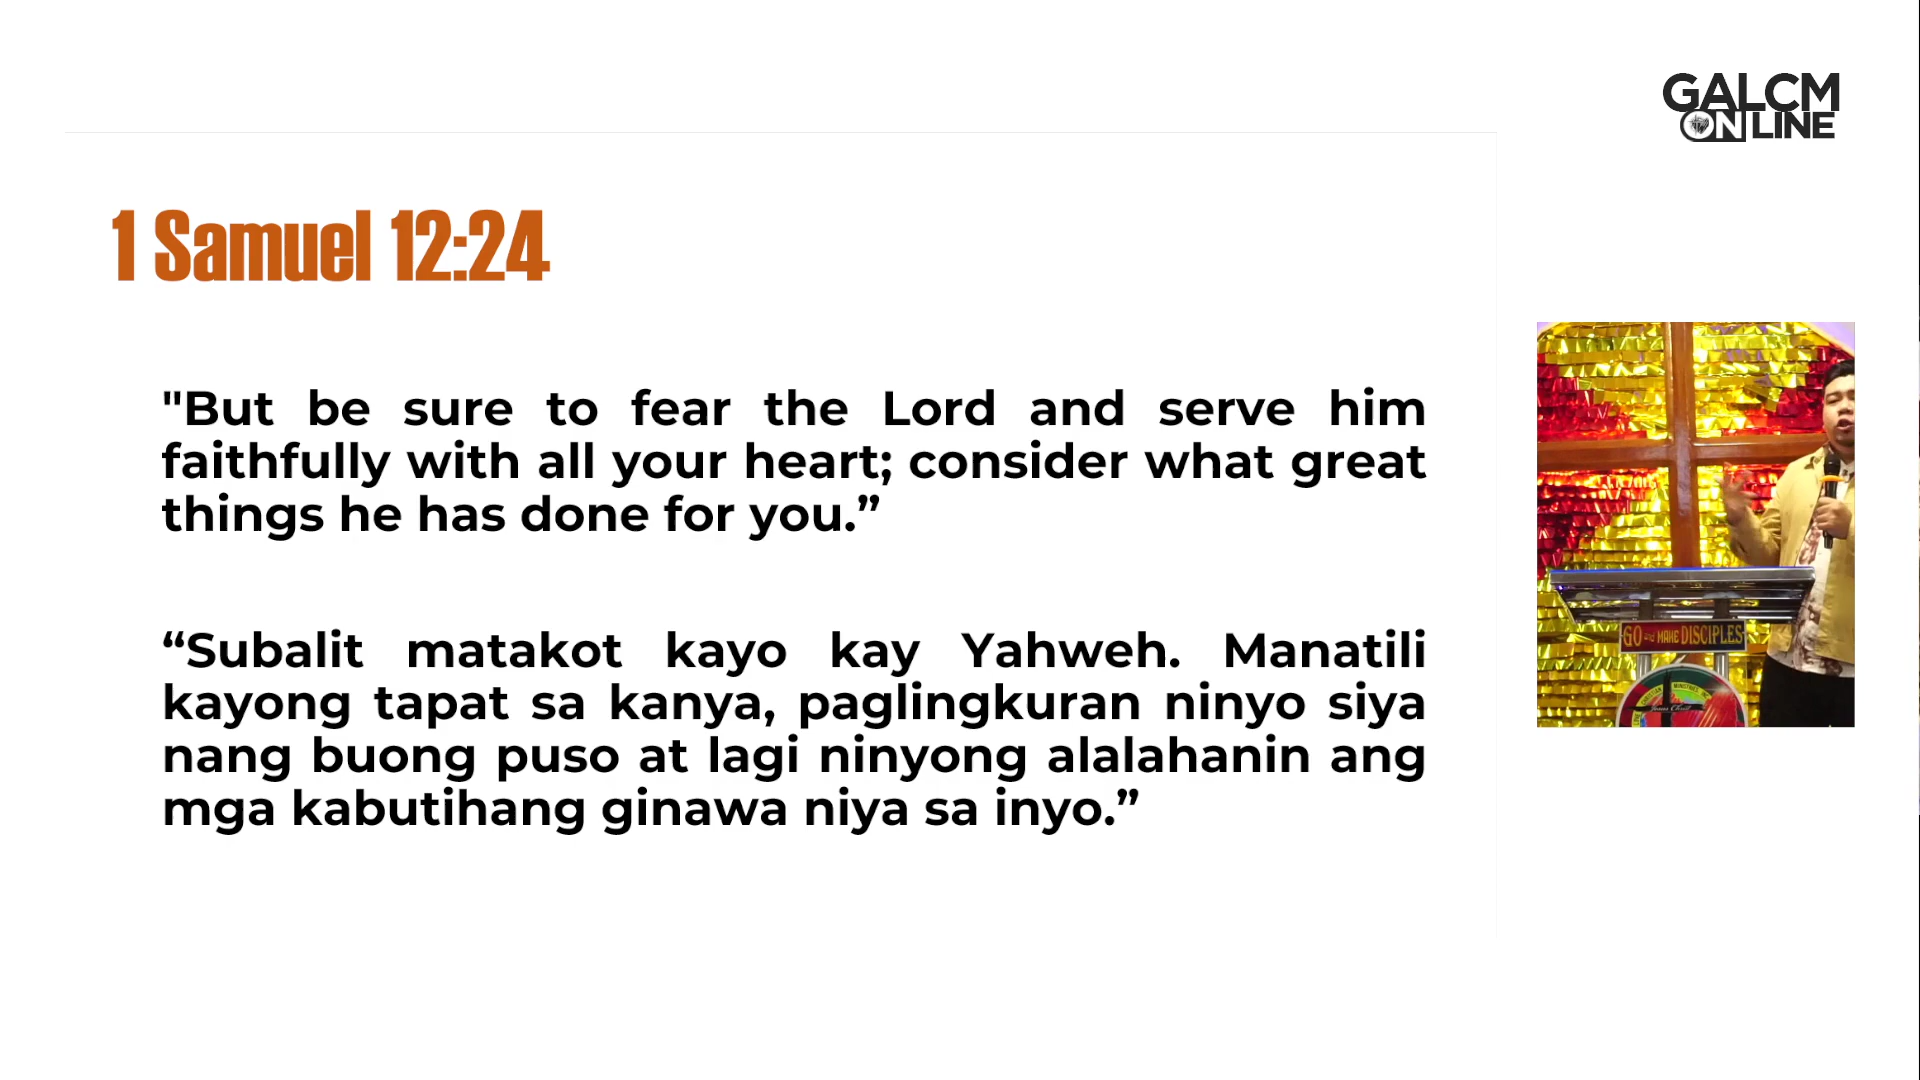 GALCM
ONLINE
1 Samuel 12:24
"But be sure to fear the Lord and serve him
faithfully with all your heart; consider what great
things he has done for you.”
“Subalit matakot kayo kay Yahweh. Manatili
kayong tapat sa kanya, paglingkuran ninyo siya
nang buong puso at lagi ninyong alalahanin ang
mga kabutihang ginawa niya sa inyo.”
GO and MAKE DISCIPLES
Jesus Christ